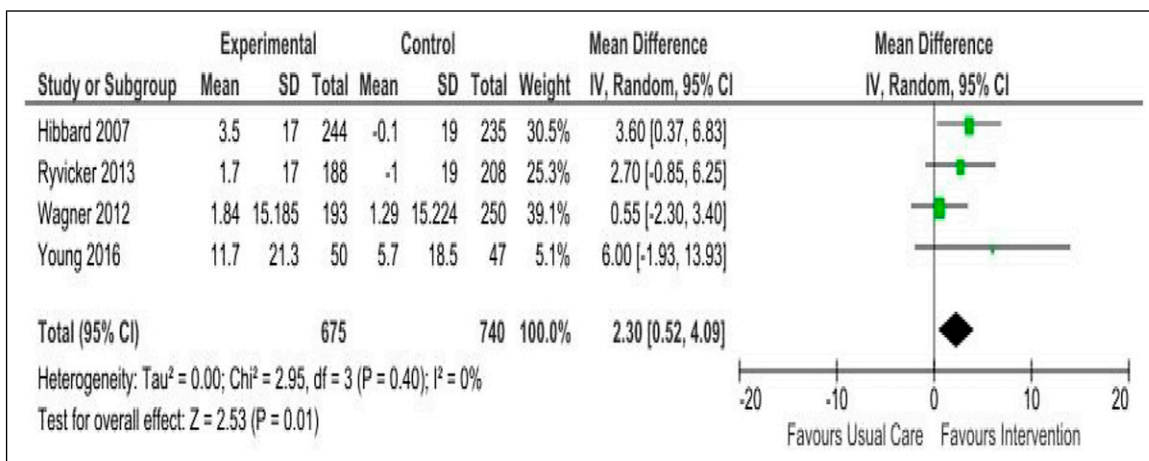 Experimental Control Mean Difference Mean Difference
Study or Subgroup Mean SD Total Mean SD Total Weight IV, Random, 95% CI IV, Random, 95% CI
Hibbard 2007 3.5 17 244 -0.1 19 235 30.5% 3.60 [0.37, 6.83]
Ryvicker 2013 1.7 17 188 -1 19 208 25.3% 2.70 [-0.85, 6.25]
Wagner 2012 1.84 15.185 193 1.29 15.224 250 39.1% 0.55 [-2.30, 3.40]
Young 2016 11.7 21.3 50 5.7 18.5 47 5.1% 6.00 [-1.93, 13.93]
Total (95% CI) 675 740 100.0% 2.30 [0.52, 4.09]
Heterogeneity: Tau² = 0.00; Chi² = 2.95, df = 3 (P = 0.40); I² = 0%
Test for overall effect: Z = 2.53 (P = 0.01)
-20 -10 0 10 20
Favours Usual Care Favours Intervention